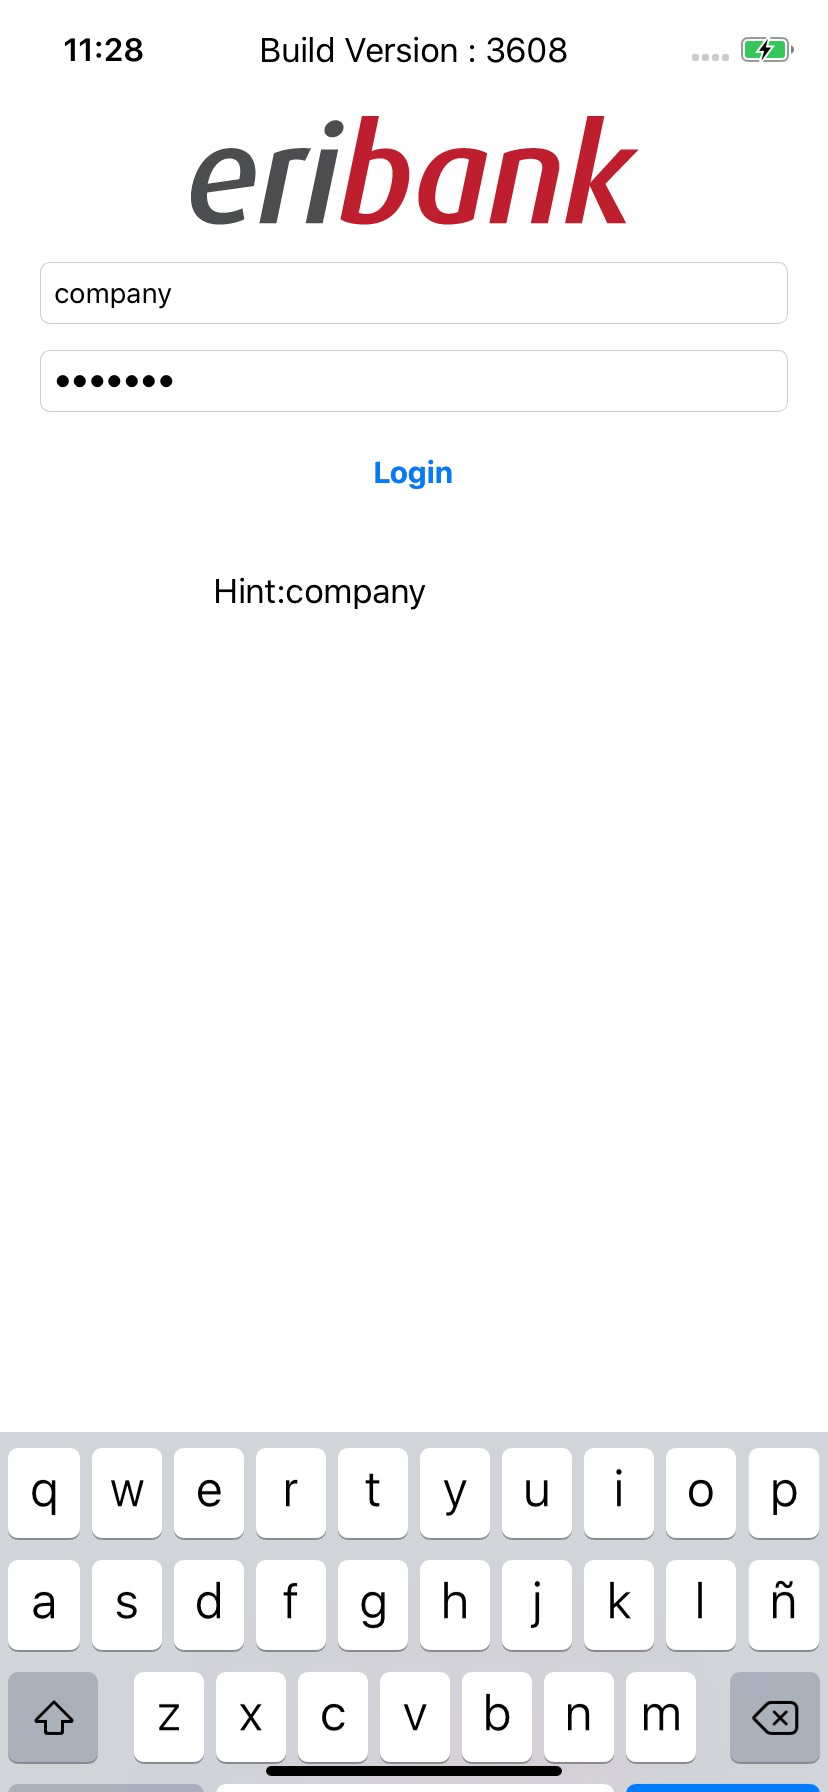 11:28 Build Version : 3608
eribank
company
•••••••
Login
Hint:company
q w e r t y u i o p
a s d f g h j k l ñ
z x c v b n m